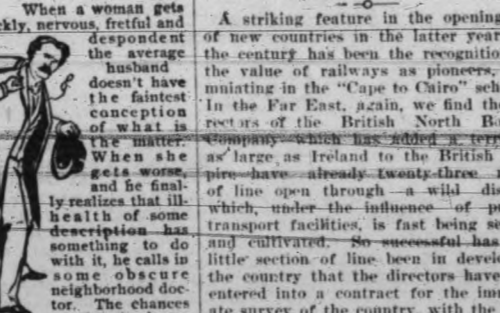 When a woman gets
kly, nervous, fretful and
despondent
the average
husband
doesn't have
the faintest
conception
of what is
the matter.
When she
gets worse,
and he final-
ly realizes that ill-
health of some
description has
something to do
with it, he calls in
some obscure
neighborhood doc-
tor. The chances
A striking feature in the opening
of new countries in the latter year
the century has been the recognition
the value of railways as pioneers,
minating in the "Cape to Cairo" sch
In the Far East, again, we find th
rectors of the British North Bo
Company which has added a terr
as large as Ireland to the British
pire have already twenty-three
of line open through a wild di
which, under the influence of
transport facilities, is fast being se
and cultivated. So successful has
little section of line been in devel
the country that the directors have
entered into a contract for the im
ate survey of the country with the